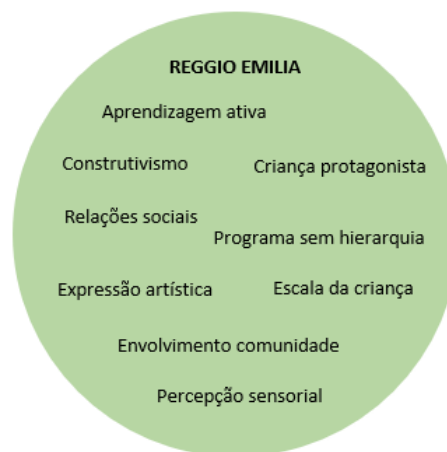 REGGIO EMILIA
Aprendizagem ativa
Construtivismo
Criança protagonista
Relações sociais
Programa sem hierarquia
Expressão artística
Escala da criança
Envolvimento comunidade
Percepção sensorial